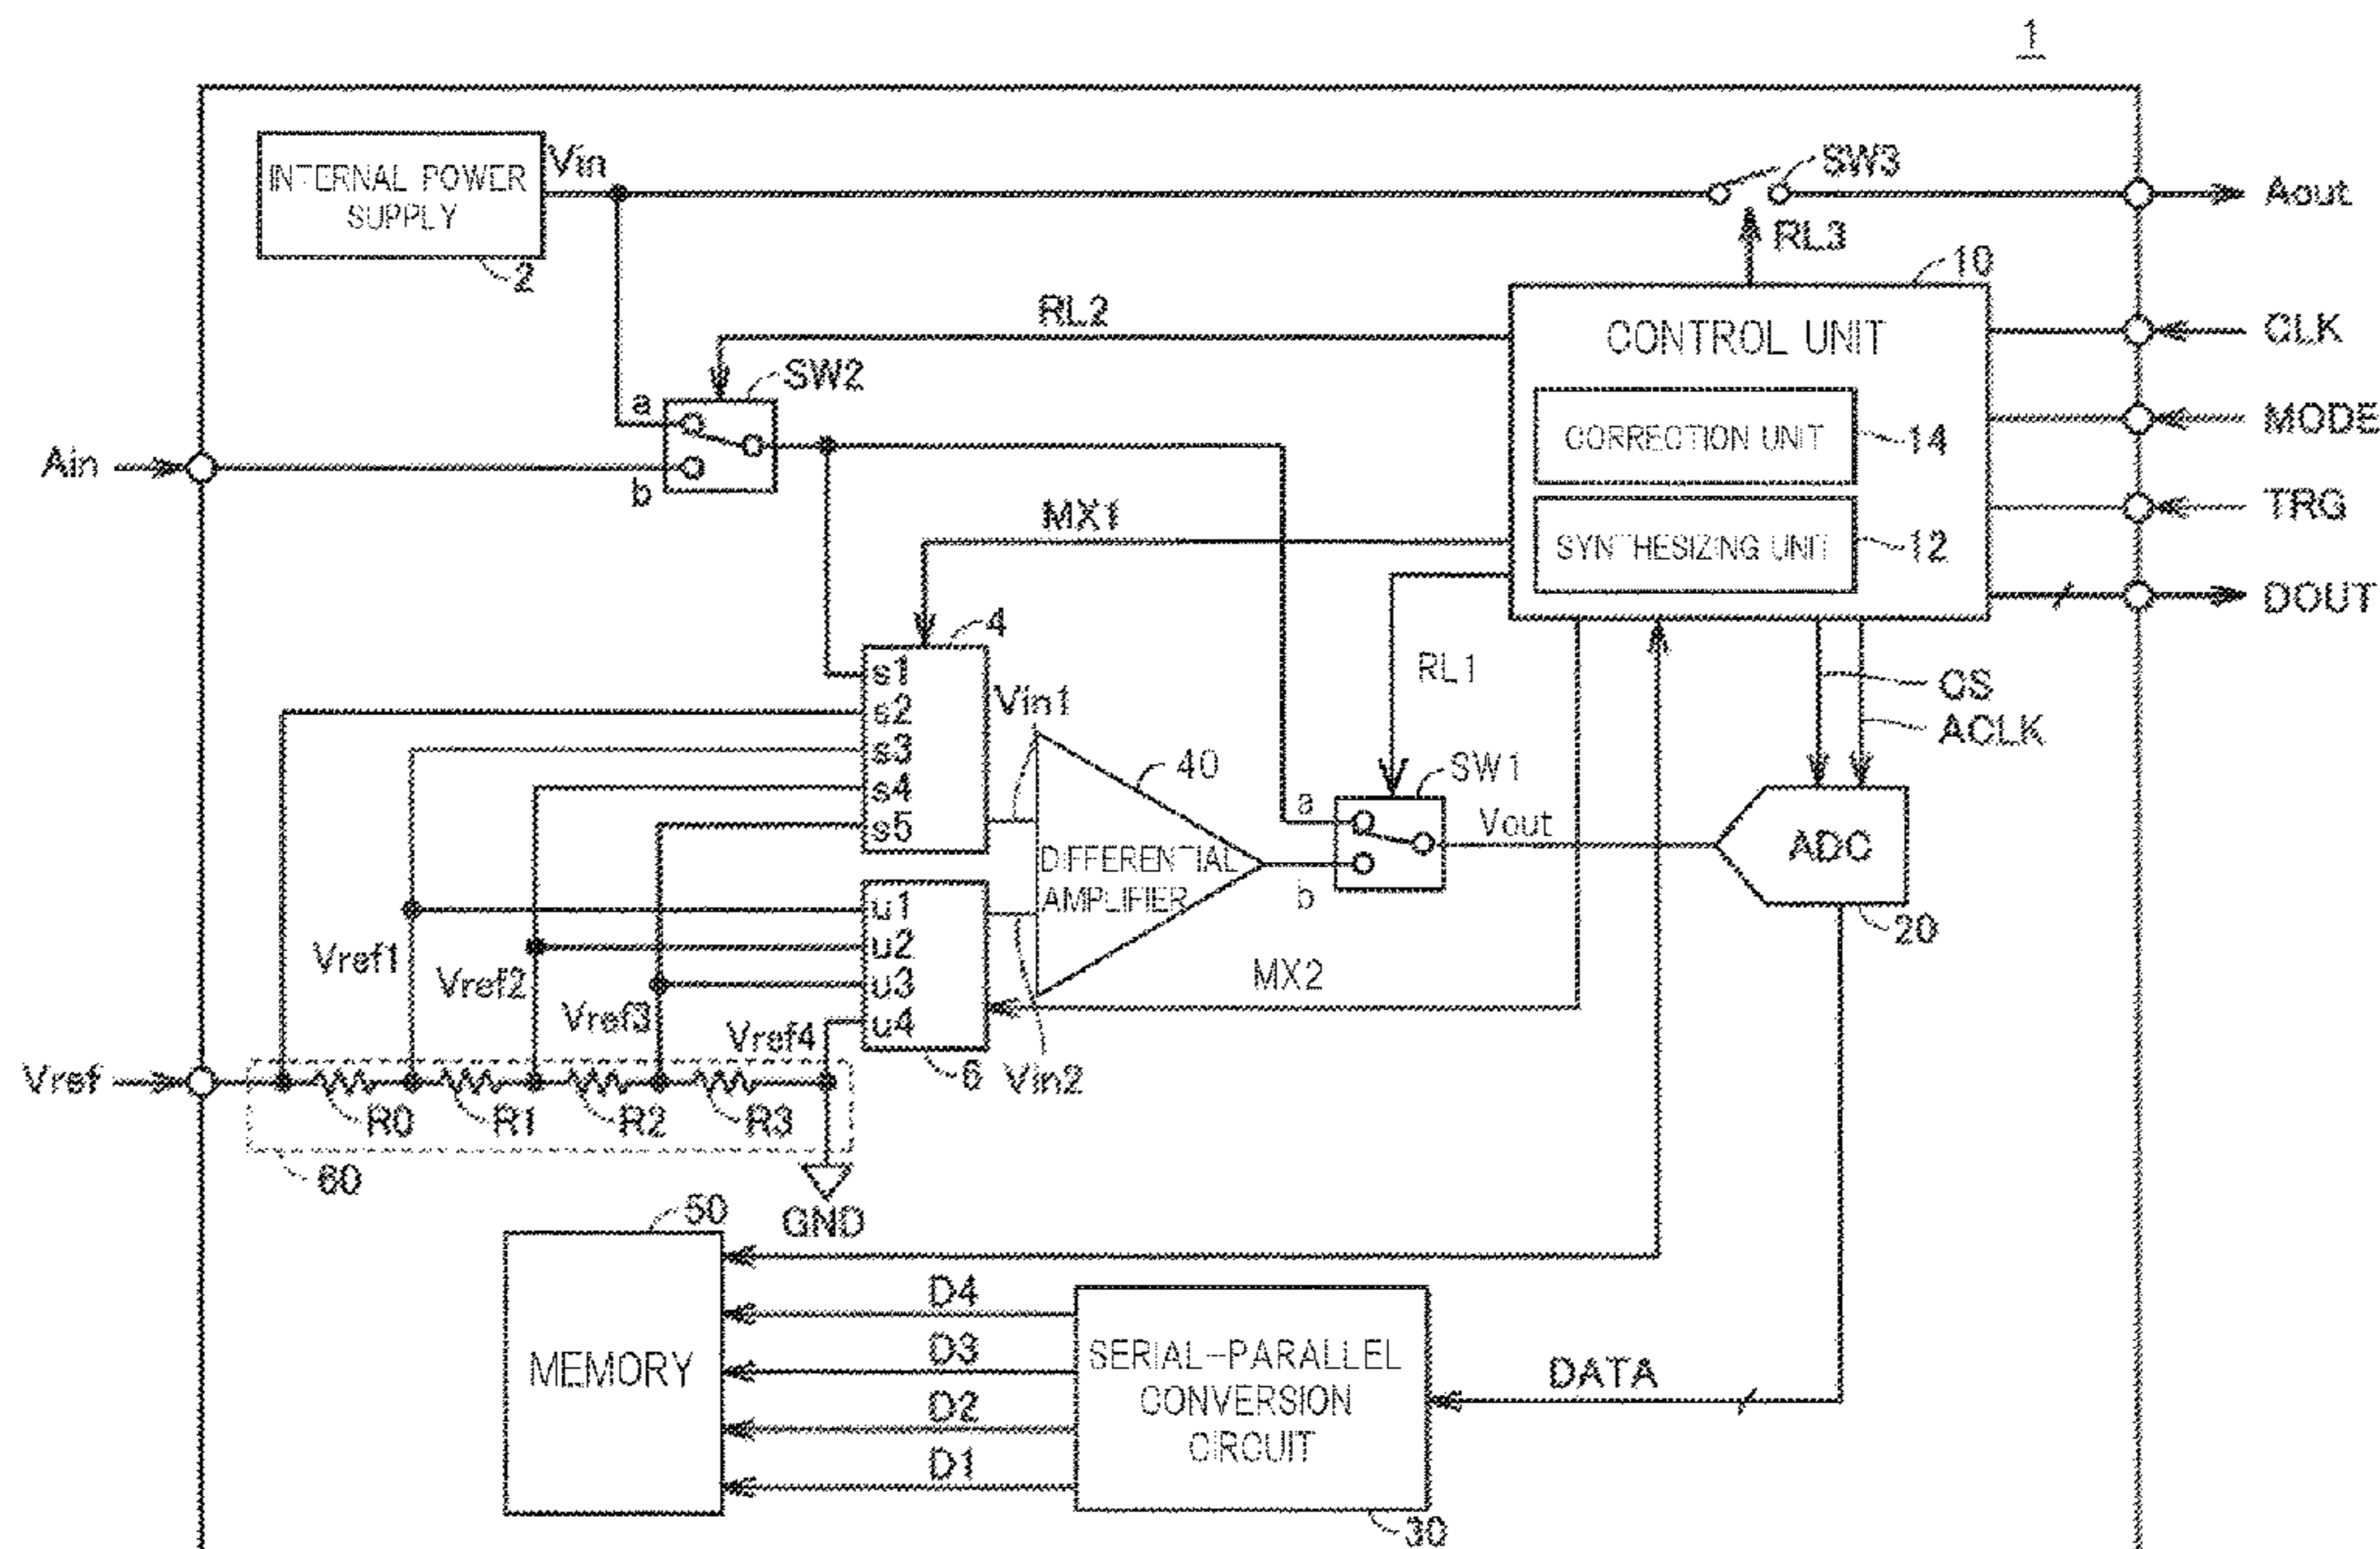 1
INTERNAL POWER
SUPPLY
Vin
2
SW3
Aout
RL3
10
RL2
CONTROL UNIT
CLK
SW2
a
b
Ain
CORRECTION UNIT
14
MODE
MX1
TRG
SYNTHESIZING UNIT
12
DOUT
4
RL1
s1
s2
s3
s4
s5
Vin1
CS
ACLK
40
SW1
a
b
Vout
ADC
DIFFERENTIAL
AMPLIFIER
20
u1
u2
u3
u4
Vref1
Vref2
Vref3
Vref4
MX2
Vref
6
Vin2
R0
R1
R2
R3
60
GND
50
MEMORY
D4
D3
D2
D1
SERIAL-PARALLEL
CONVERSION
CIRCUIT
DATA
30